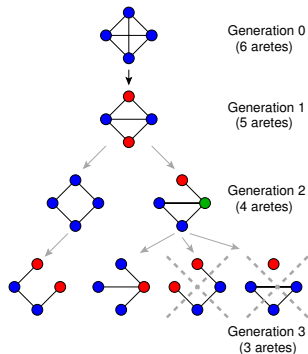 Generation 0
(6 aretes)
Generation 1
(5 aretes)
Generation 2
(4 aretes)
Generation 3
(3 aretes)